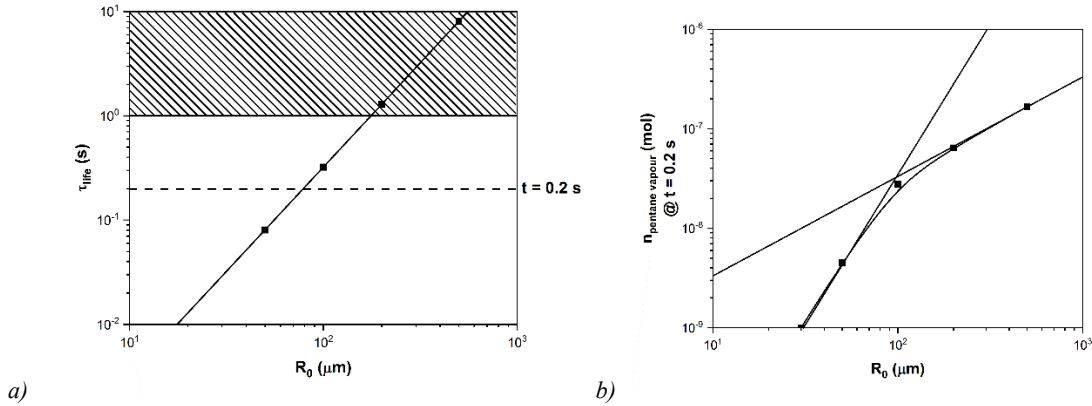 10¹
10⁰
10⁻¹
10⁻²
τlife (s)
t = 0.2 s
10¹
10²
10³
R₀ (μm)
a)
10⁻⁶
10⁻⁷
10⁻⁸
10⁻⁹
n pentane vapour (mol)
@ t = 0.2 s
10¹
10²
10³
R₀ (μm)
b)